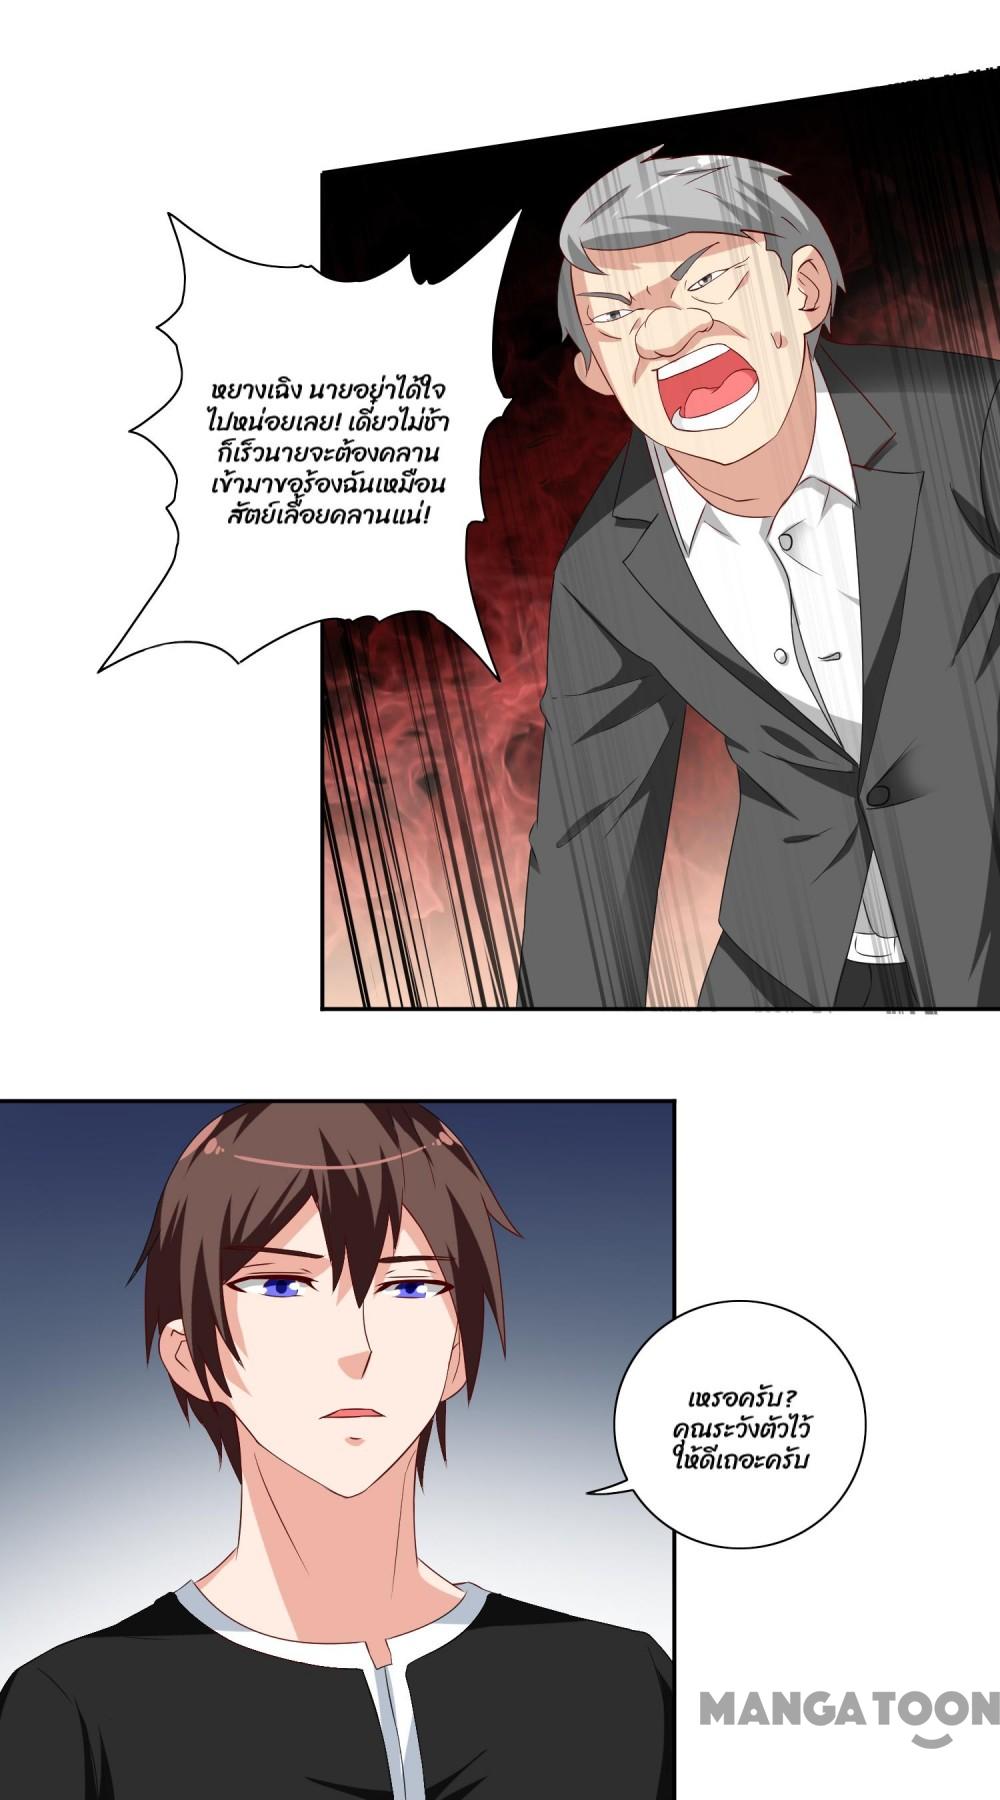 หยางเฉิง นายอย่าได้ใจ
ไปหน่อยเลย! เดี๋ยวไม่ช้า
ก็เร็วนายจะต้องคลาน
เข้ามาขอร้องฉันเหมือน
สัตย์เลื้อยคลานแน่!
เหรอครับ?
คุณระวังตัวไว้
ให้ดีเถอะครับ
MANGATOON